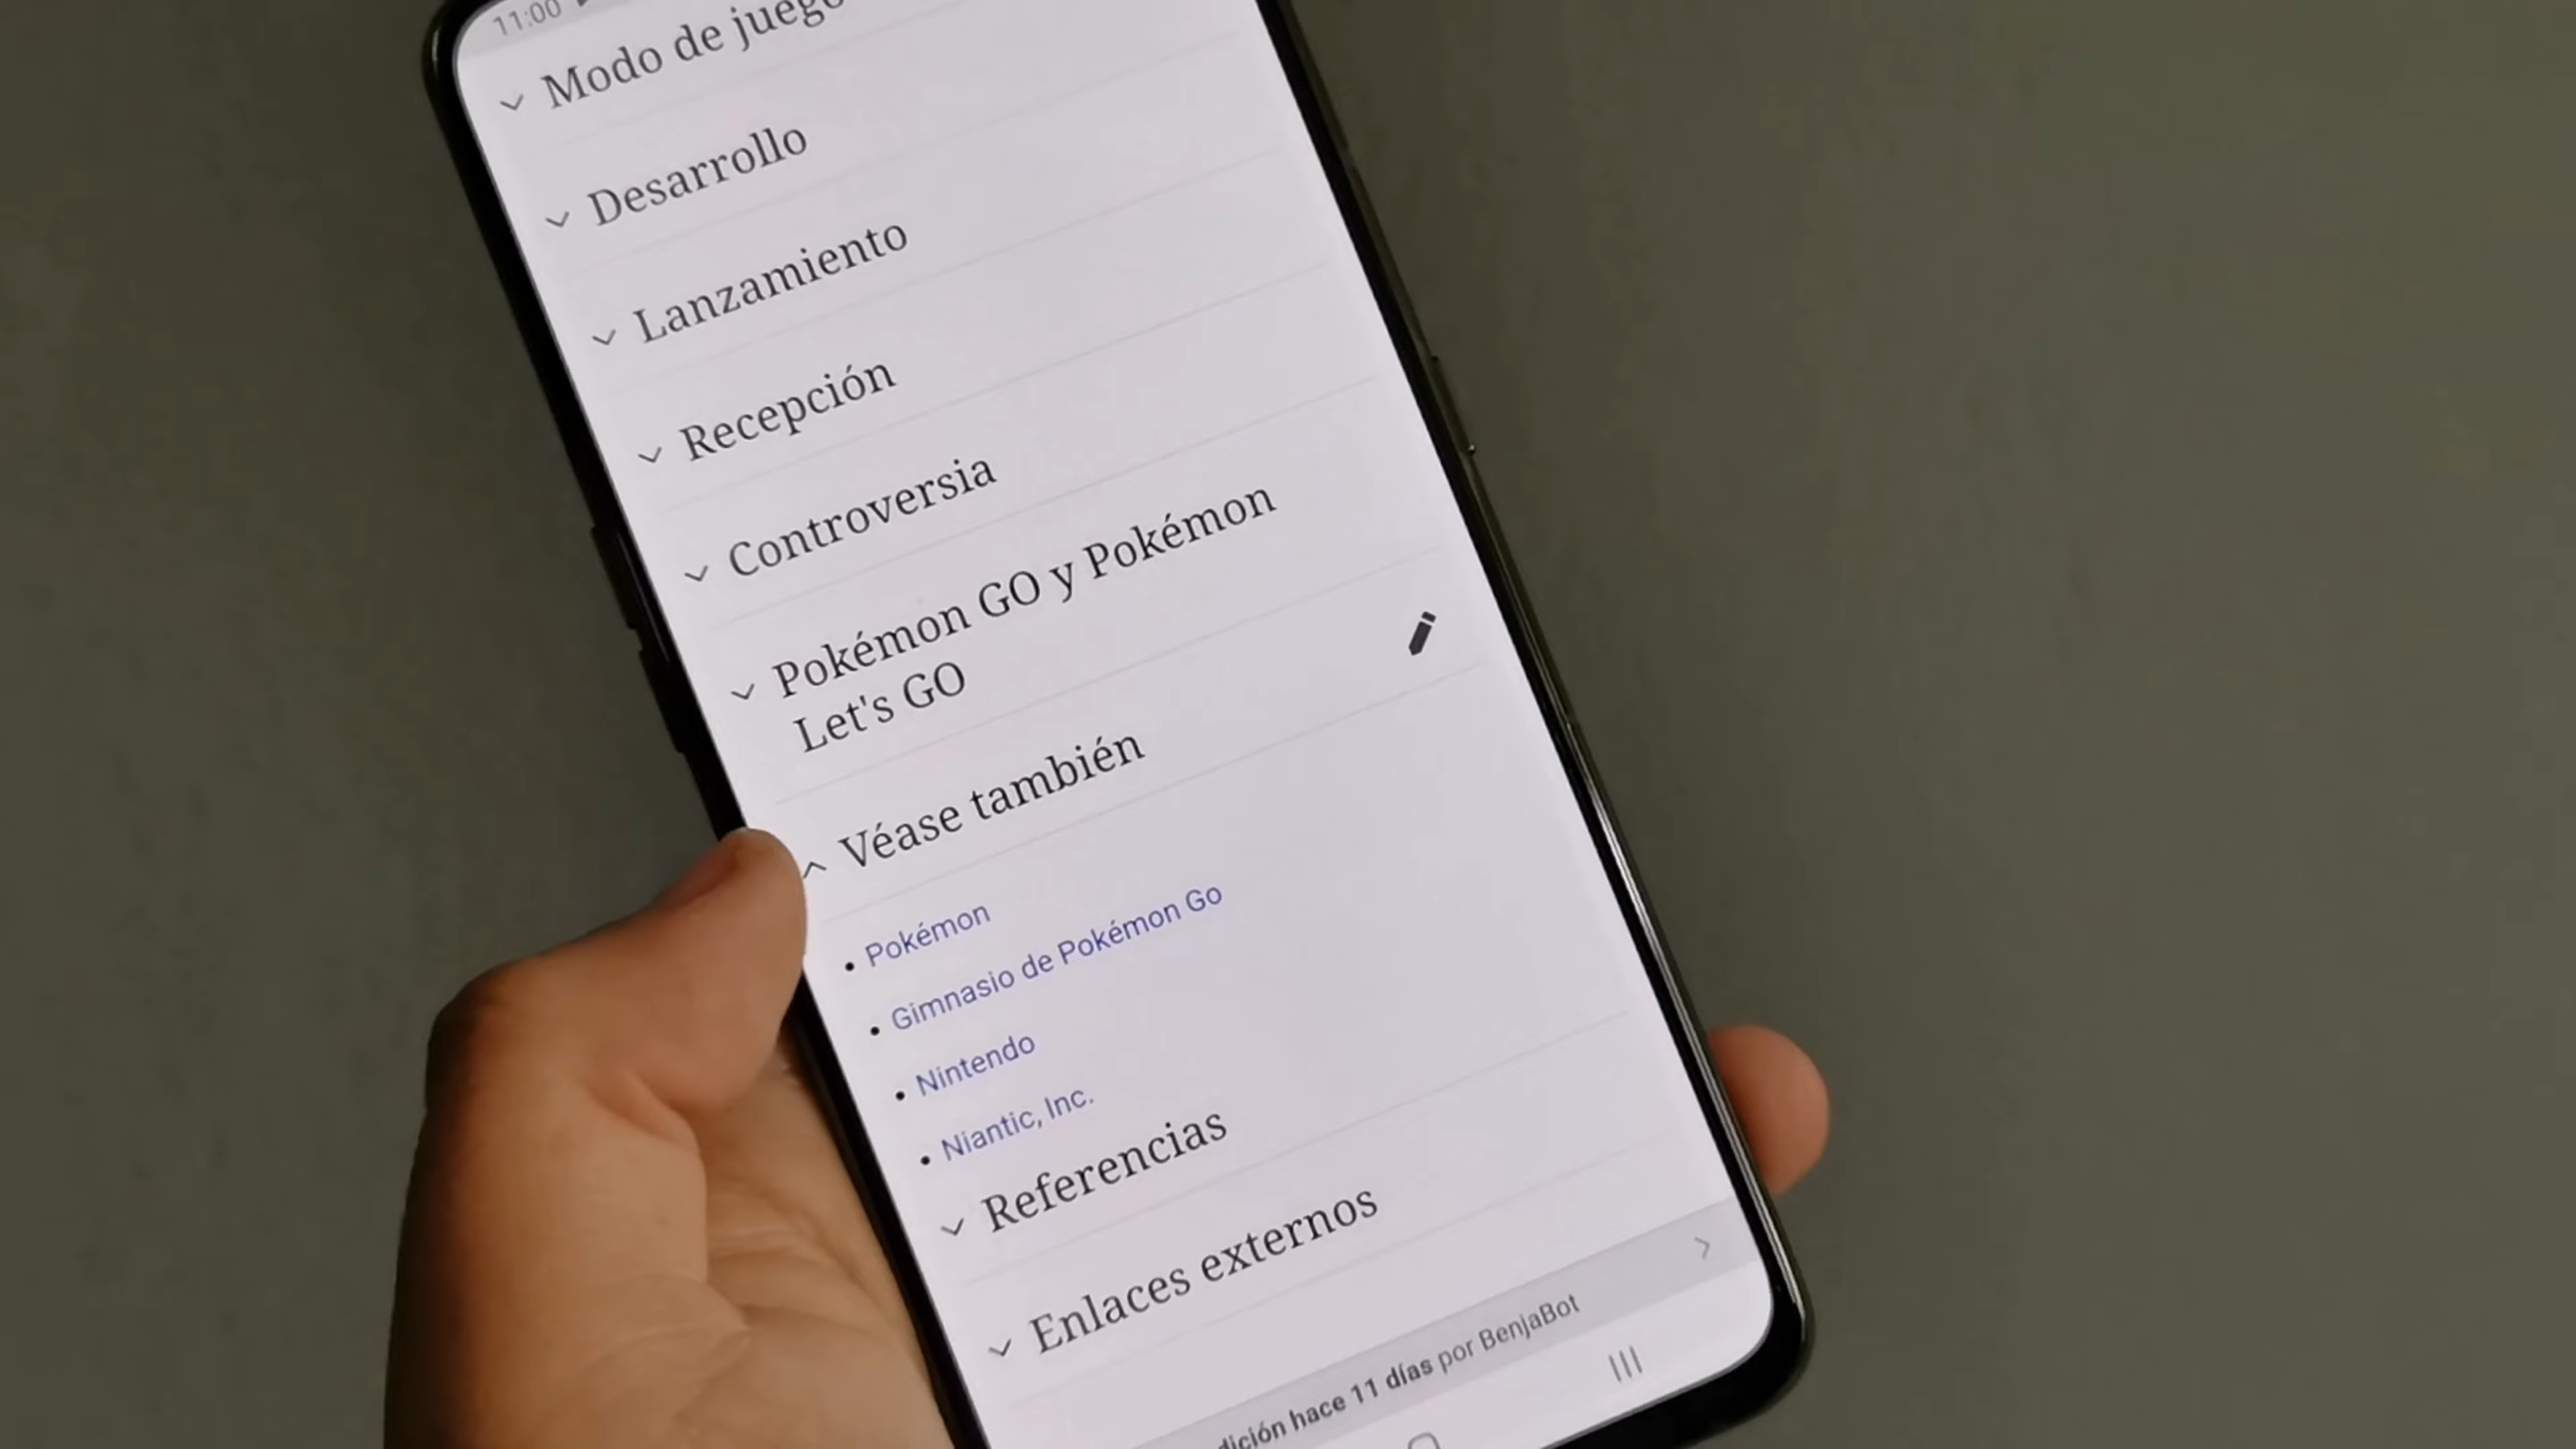 11:00
Modo de juego
Desarrollo
Lanzamiento
Recepción
Controversia
Pokémon GO y Pokémon
Let's GO
Véase también
• Pokémon
• Gimnasio de Pokémon Go
• Nintendo
• Niantic, Inc.
Referencias
Enlaces externos
dición hace 11 días por BenjaBot